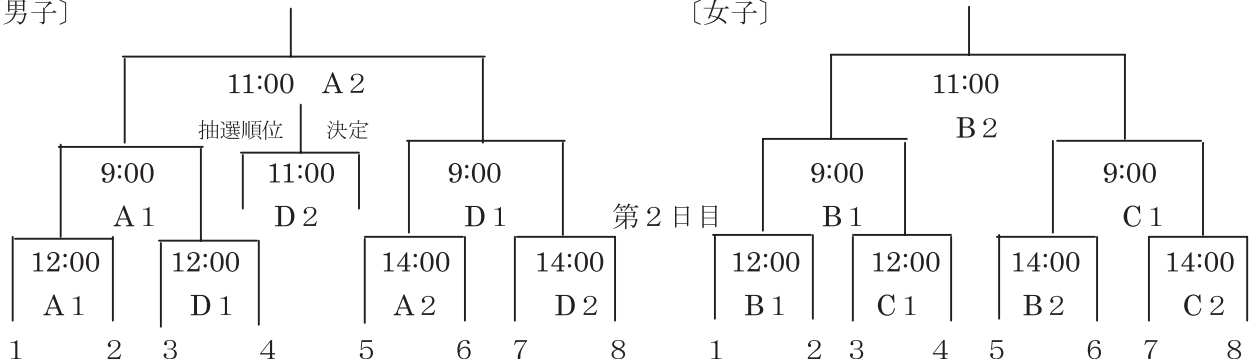 男子〕 〔女子〕
11:00 A2 11:00
抽選順位 決定 B2
9:00 11:00 9:00 9:00 9:00
A1 D2 D1 第2日目 B1 C1
12:00 12:00 14:00 14:00 12:00 12:00 14:00 14:00
A1 D1 A2 D2 B1 C1 B2 C2
1 2 3 4 5 6 7 8 1 2 3 4 5 6 7 8